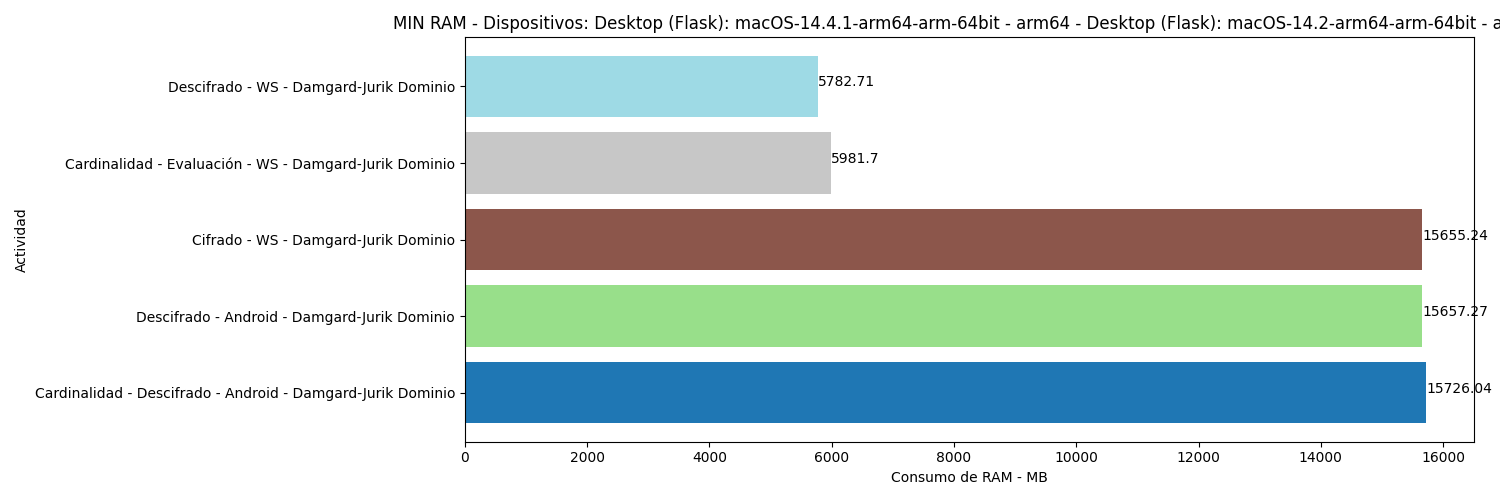 MIN RAM - Dispositivos: Desktop (Flask): macOS-14.4.1-arm64-arm-64bit - arm64 - Desktop (Flask): macOS-14.2-arm64-arm-64bit -
Actividad
Descifrado - WS - Damgard-Jurik Dominio
5782.71
Cardinalidad - Evaluación - WS - Damgard-Jurik Dominio
5981.7
Cifrado - WS - Damgard-Jurik Dominio
15655.24
Descifrado - Android - Damgard-Jurik Dominio
15657.27
Cardinalidad - Descifrado - Android - Damgard-Jurik Dominio
15726.04
0 2000 4000 6000 8000 10000 12000 14000 16000
Consumo de RAM - MB